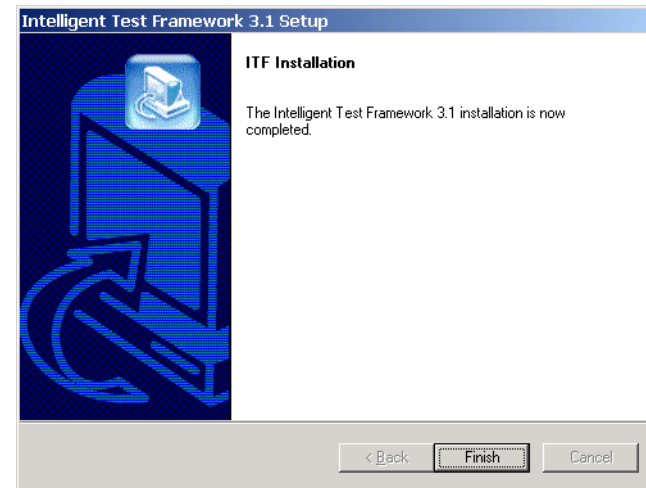 Intelligent Test Framework 3.1 Setup
ITF Installation
The Intelligent Test Framework 3.1 installation is now
completed.
< Back
Finish
Cancel